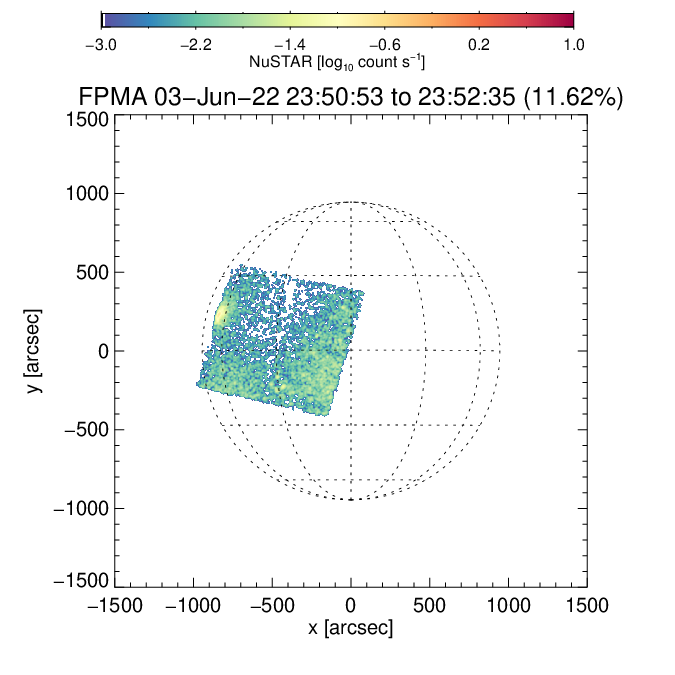 −3.0 −2.2 −1.4 −0.6 0.2 1.0
NuSTAR [log₁₀ count s⁻¹]
FPMA 03−Jun−22 23:50:53 to 23:52:35 (11.62%)
1500
1000
500
0
−500
−1000
−1500
y [arcsec]
−1500 −1000 −500 0 500 1000 1500
x [arcsec]